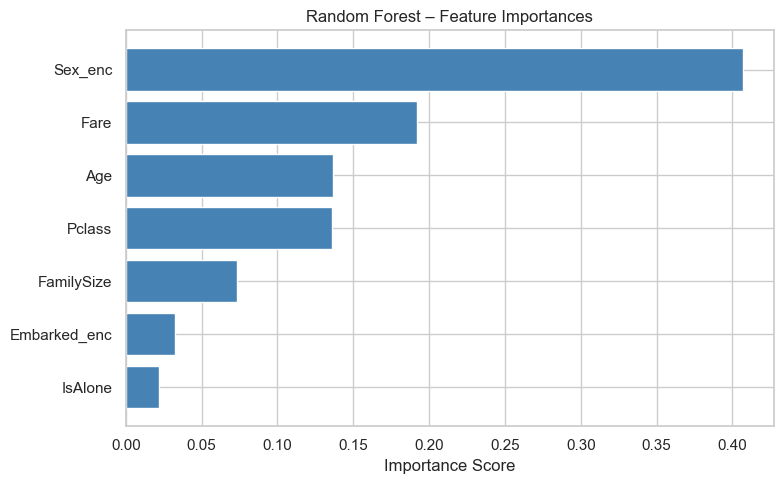 Random Forest – Feature Importances
Sex_enc
Fare
Age
Pclass
FamilySize
Embarked_enc
IsAlone
0.00 0.05 0.10 0.15 0.20 0.25 0.30 0.35 0.40
Importance Score